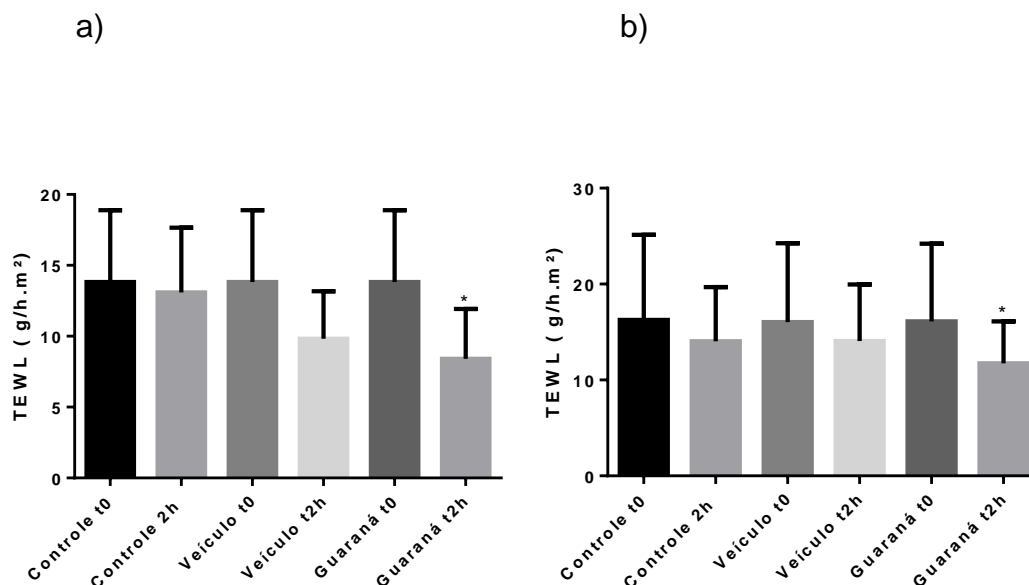 a)
TEWL ( g/h.m²)
20
15
10
5
0
*
Controle t0
Controle 2h
Veículo t0
Veículo t2h
Guaraná t0
Guaraná t2h
b)
TEWL ( g/h.m²)
30
20
10
0
*
Controle t0
Controle 2h
Veículo t0
Veículo t2h
Guaraná t0
Guaraná t2h